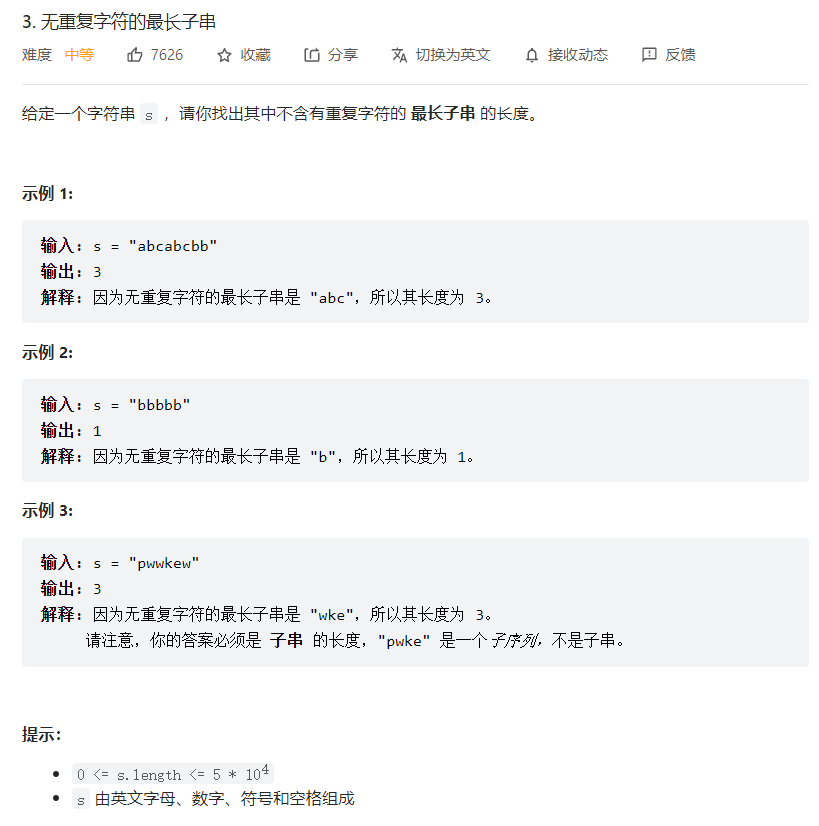 3. 无重复字符的最长子串
难度 中等 7626 收藏 分享 切换为英文 接收动态 反馈
给定一个字符串 s ，请你找出其中不含有重复字符的 最长子串 的长度。
示例 1:
输入: s = "abcabcbb"
输出: 3
解释: 因为无重复字符的最长子串是 "abc"，所以其长度为 3。
示例 2:
输入: s = "bbbbb"
输出: 1
解释: 因为无重复字符的最长子串是 "b"，所以其长度为 1。
示例 3:
输入: s = "pwwkew"
输出: 3
解释: 因为无重复字符的最长子串是 "wke"，所以其长度为 3。
请注意，你的答案必须是 子串 的长度，"pwke" 是一个子序列，不是子串。
提示：
0 <= s.length <= 5 * 10⁴
s 由英文字母、数字、符号和空格组成